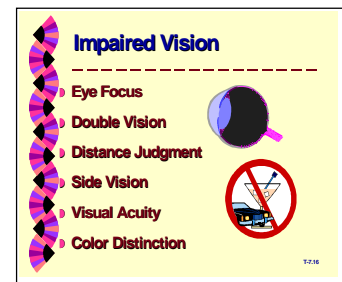 Impaired Vision
Eye Focus
Double Vision
Distance Judgment
Side Vision
Visual Acuity
Color Distinction
T-7.16